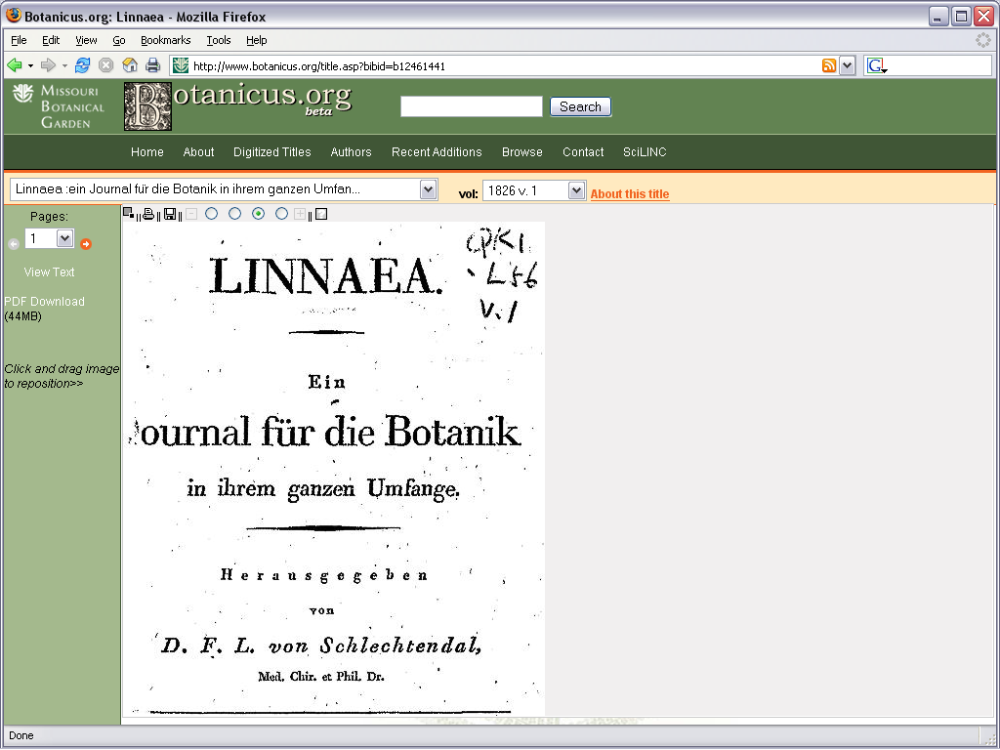 Botanicus.org: Linnaea - Mozilla Firefox
File Edit View Go Bookmarks Tools Help
http://www.botanicus.org/title.asp?bibid=b12461441
G
MISSOURI
BOTANICAL
GARDEN
Botanicus.org
beta
Search
Home About Digitized Titles Authors Recent Additions Browse Contact SciLINC
Linnaea :ein Journal für die Botanik in ihrem ganzen Umfan...
vol: 1826 v. 1 About this title
Pages:
1
View Text
PDF Download
(44MB)
Click and drag image
to reposition>>
LINNAEA.
CPK1
L56
V.1
Ein
Journal für die Botanik
in ihrem ganzen Umfange.
Herausgegeben
von
D. F. L. von Schlechtendal,
Med. Chir. et Phil. Dr.
Done